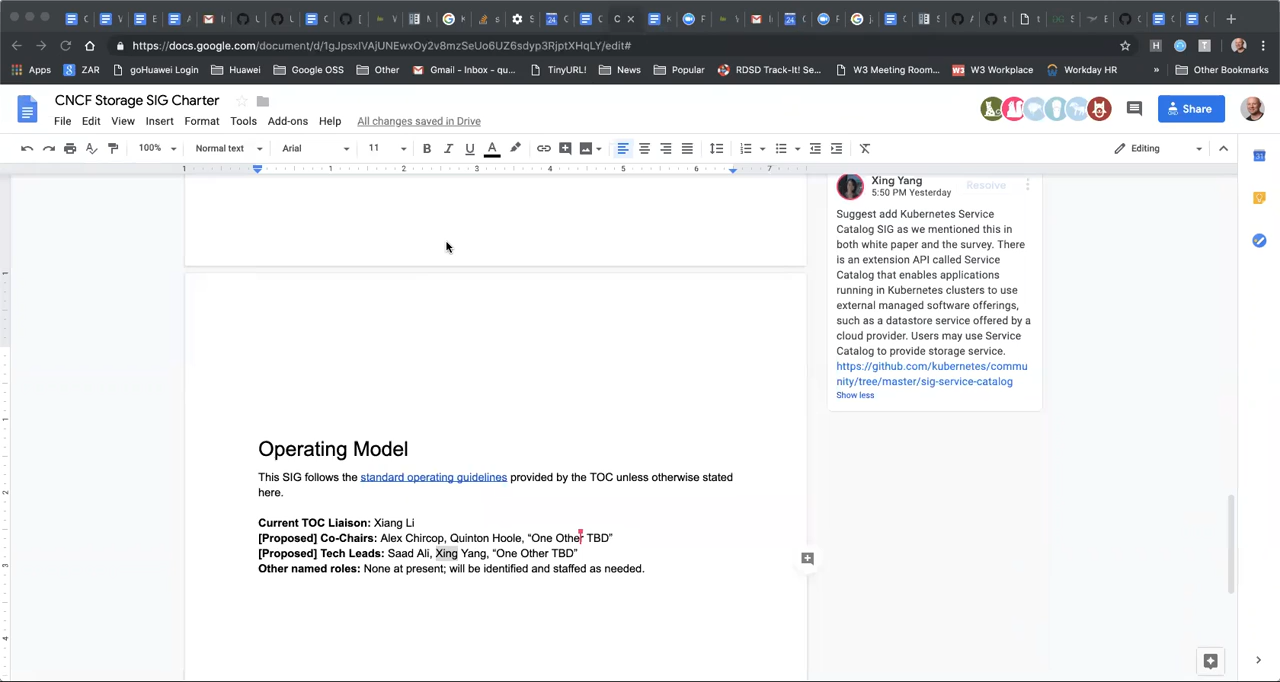 https://docs.google.com/document/d/1gJpsxIVAjUNEwxOy2v8mzSeUo6UZ6sdyp3RjptXHqLY/edit#
Apps ZAR goHuawei Login Huawei Google OSS Other Gmail - Inbox - qu... TinyURL! News Popular RDSD Track-It! Se... W3 Meeting Room... W3 Workplace Workday HR » Other Bookmarks
CNCF Storage SIG Charter
File Edit View Insert Format Tools Add-ons Help All changes saved in Drive
Share
100% Normal text Arial 11 B I U A Editing
1 1 2 3 4 5 6 7
Xing Yang
5:50 PM Yesterday
Resolve
Suggest add Kubernetes Service
Catalog SIG as we mentioned this in
both white paper and the survey. There
is an extension API called Service
Catalog that enables applications
running in Kubernetes clusters to use
external managed software offerings,
such as a datastore service offered by a
cloud provider. Users may use Service
Catalog to provide storage service.
https://github.com/kubernetes/commu
nity/tree/master/sig-service-catalog
Show less
Operating Model
This SIG follows the standard operating guidelines provided by the TOC unless otherwise stated
here.
Current TOC Liaison: Xiang Li
[Proposed] Co-Chairs: Alex Chircop, Quinton Hoole, “One Other TBD”
[Proposed] Tech Leads: Saad Ali, Xing Yang, “One Other TBD”
Other named roles: None at present; will be identified and staffed as needed.